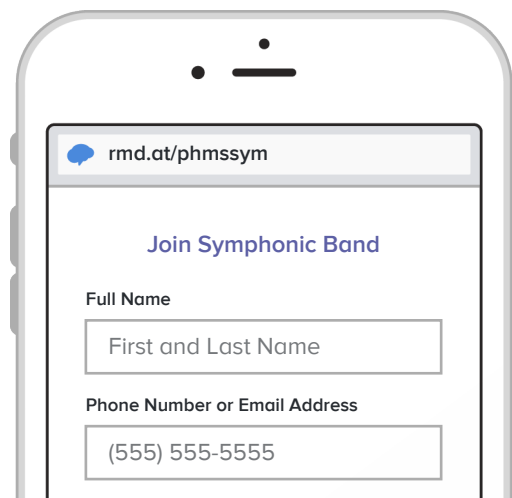 rmd.at/phmssym
Join Symphonic Band
Full Name
First and Last Name
Phone Number or Email Address
(555) 555-5555